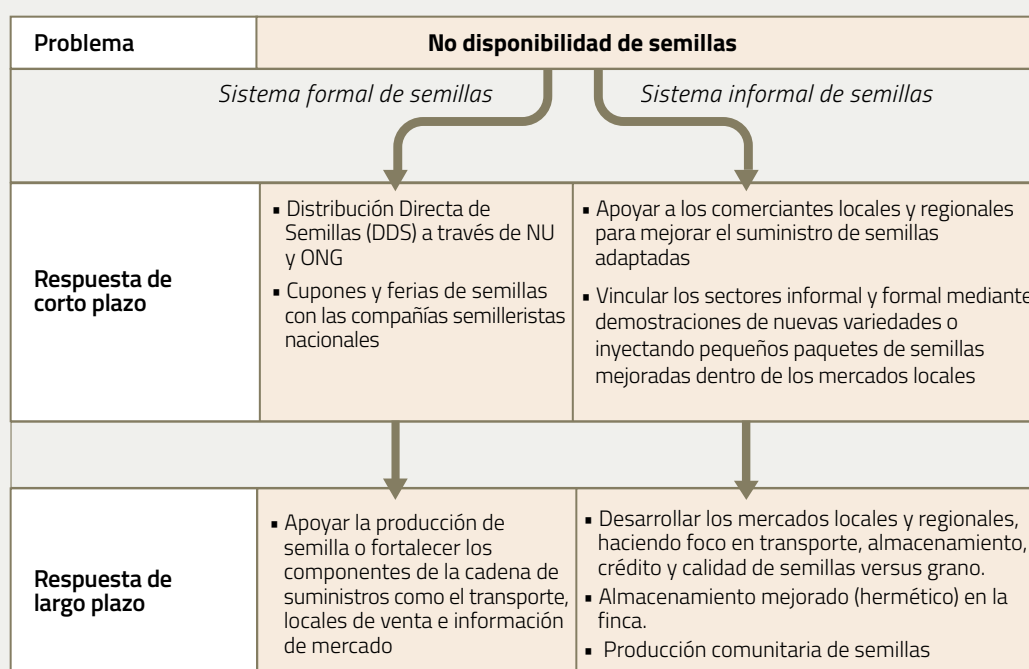 Problema
No disponibilidad de semillas
Sistema formal de semillas
Sistema informal de semillas
Respuesta de
corto plazo
▪ Distribución Directa de
Semillas (DDS) a través de NU
y ONG
▪ Cupones y ferias de semillas
con las compañías semilleristas
nacionales
▪ Apoyar a los comerciantes locales y regionales
para mejorar el suministro de semillas
adaptadas
▪ Vincular los sectores informal y formal mediante
demostraciones de nuevas variedades o
inyectando pequeños paquetes de semillas
mejoradas dentro de los mercados locales
Respuesta de
largo plazo
▪ Apoyar la producción de
semilla o fortalecer los
componentes de la cadena de
suministros como el transporte,
locales de venta e información
de mercado
▪ Desarrollar los mercados locales y regionales,
haciendo foco en transporte, almacenamiento,
crédito y calidad de semillas versus grano.
▪ Almacenamiento mejorado (hermético) en la
finca.
▪ Producción comunitaria de semillas